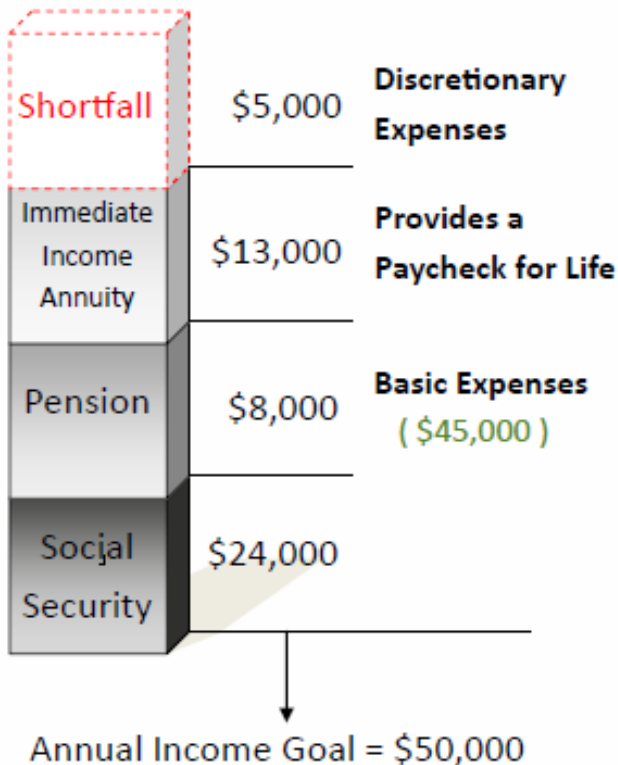 Shortfall
$5,000
Discretionary
Expenses
Immediate
Income
Annuity
$13,000
Provides a
Paycheck for Life
Pension
$8,000
Basic Expenses
( $45,000 )
Social
Security
$24,000
Annual Income Goal = $50,000